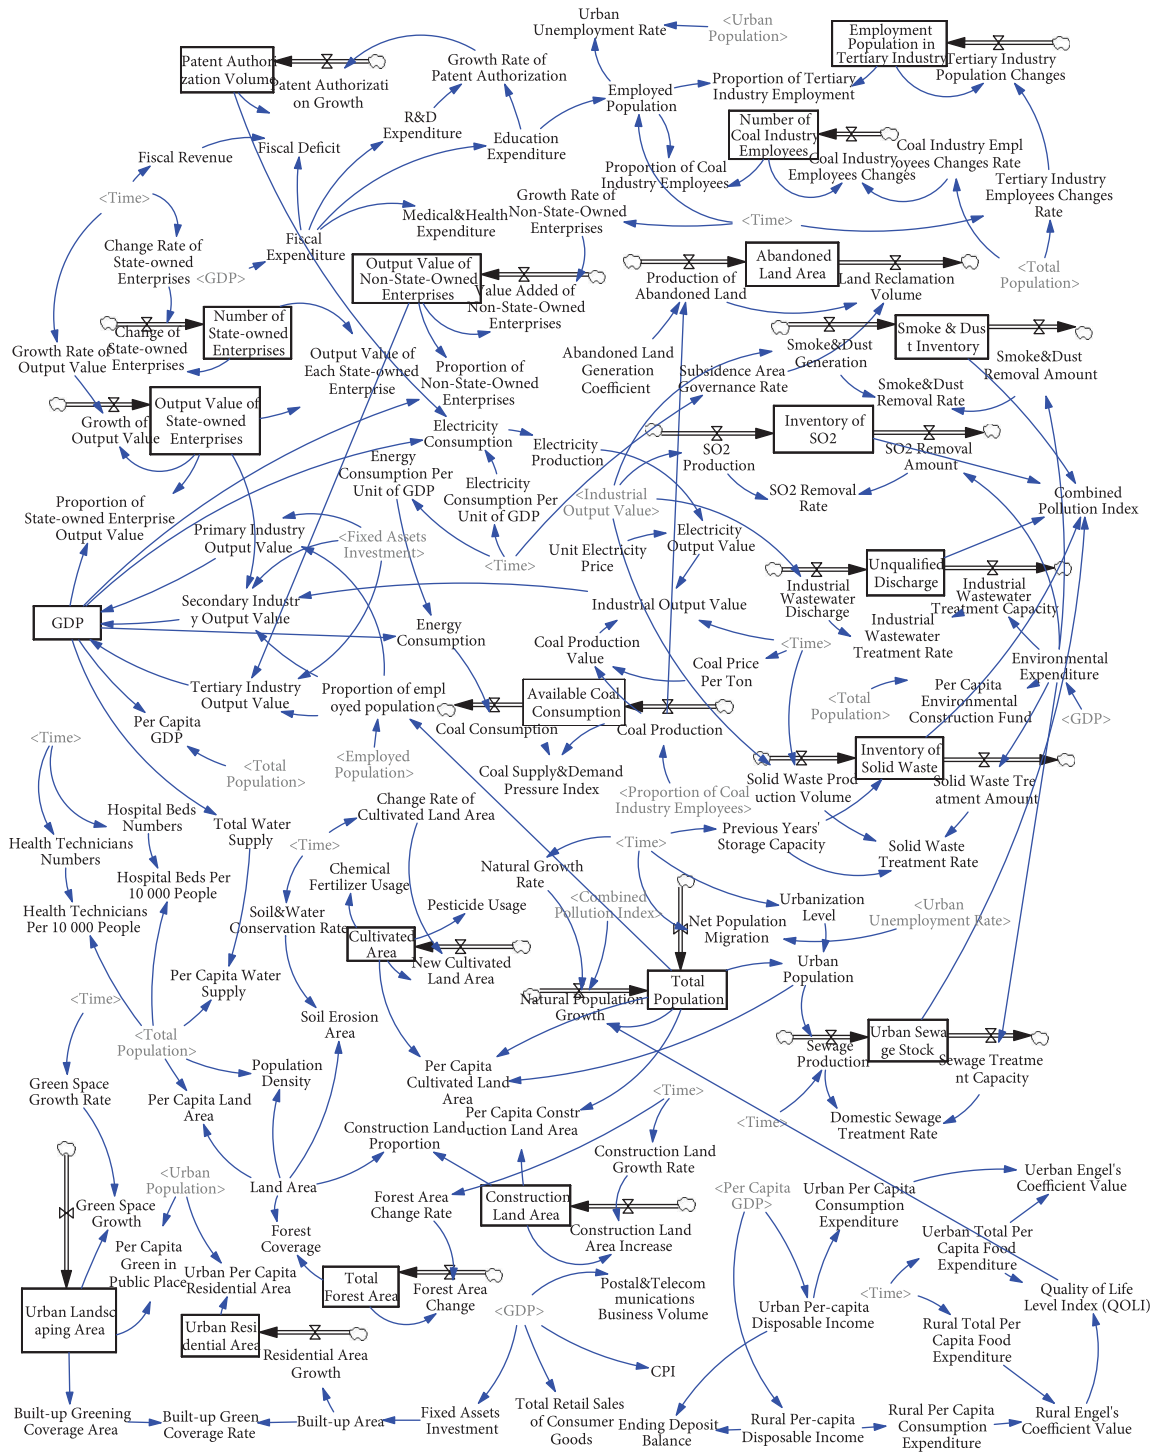 Urban
Unemployment Rate
<Urban
Population>
Employment
Population in
Tertiary Industry
Tertiary Industry
Population Changes
Patent Authori
zation Volume
Patent Authorizati
on Growth
Growth Rate of
Patent Authorization
Proportion of Tertiary
Industry Employment
Employed
Population
R&D
Expenditure
Education
Expenditure
Number of
Coal Industry
Employees
Coal Industry
Employees Changes
Coal Industry Empl
oyees Changes Rate
Fiscal Revenue
Fiscal Deficit
Proportion of Coal
Industry Employees
Tertiary Industry
Employees Changes
Rate
<Time>
Medical&Health
Expenditure
Growth Rate of
Non-State-Owned
Enterprises
<Time>
Change Rate of
State-owned
Enterprises
<GDP>
Fiscal
Expenditure
Output Value of
Non-State-Owned
Enterprises
Value Added of
Non-State-Owned
Enterprises
Production of
Abandoned Land
Abandoned
Land Area
Land Reclamation
Volume
<Total
Population>
Change of
State-owned
Enterprises
Number of
State-owned
Enterprises
Growth Rate of
Output Value
Output Value of
Each State-owned
Enterprise
Proportion of
Non-State-Owned
Enterprises
Abandoned Land
Generation
Coefficient
Subsidence Area
Governance Rate
Smoke&Dust
Generation
Smoke & Dus
t Inventory
Smoke&Dust
Removal Amount
Smoke&Dust
Removal Rate
Growth of
Output Value
Output Value of
State-owned
Enterprises
Electricity
Consumption
Electricity
Production
SO2
Production
Inventory of
SO2
SO2 Removal
Amount
SO2 Removal
Rate
Energy
Consumption Per
Unit of GDP
Electricity
Consumption Per
Unit of GDP
<Industrial
Output Value>
Combined
Pollution Index
Proportion of
State-owned Enterprise
Output Value
Primary Industry
Output Value
<Fixed Assets
Investment>
<Time>
Unit Electricity
Price
Electricity
Output Value
Industrial
Wastewater
Discharge
Unqualified
Discharge
Industrial
Wastewater
Treatment Capacity
Industrial
Wastewater
Treatment Rate
GDP
Secondary Industr
y Output Value
Energy
Consumption
Industrial Output Value
Coal Production
Value
<Time>
Coal Price
Per Ton
Environmental
Expenditure
Tertiary Industry
Output Value
Proportion of empl
oyed population
Available Coal
Consumption
Coal Consumption
Coal Production
<Total
Population>
Per Capita
Environmental
Construction Fund
<GDP>
Per Capita
GDP
<Time>
<Total
Population>
<Employed
Population>
Coal Supply&Demand
Pressure Index
<Proportion of Coal
Industry Employees>
Solid Waste Prod
uction Volume
Inventory of
Solid Waste
Solid Waste Tre
atment Amount
Solid Waste
Treatment Rate
Hospital Beds
Numbers
Health Technicians
Numbers
Total Water
Supply
Change Rate of
Cultivated Land Area
<Time>
<Time>
Previous Years'
Storage Capacity
Hospital Beds Per
10 000 People
Health Technicians
Per 10 000 People
Chemical
Fertilizer Usage
Natural Growth
Rate
Soil&Water
Conservation Rate
Pesticide Usage
<Combined
Pollution Index>
Net Population
Migration
Urbanization
Level
<Urban
Unemployment Rate>
Cultivated
Area
New Cultivated
Land Area
Per Capita Water
Supply
Urban
Population
<Time>
Natural Population
Growth
Total
Population
Soil Erosion
Area
<Total
Population>
Sewage
Production
Urban Sewa
ge Stock
Sewage Treatme
nt Capacity
Green Space
Growth Rate
Per Capita Land
Area
Population
Density
Per Capita
Cultivated Land
Area
<Time>
Per Capita Constr
uction Land Area
<Time>
Domestic Sewage
Treatment Rate
Construction Land
Proportion
Construction Land
Growth Rate
<Urban
Population>
Land Area
Forest Area
Change Rate
Construction
Land Area
Construction Land
Area Increase
<Per Capita
GDP>
Urban Per Capita
Consumption
Expenditure
Uerban Engel's
Coefficient Value
Green Space
Growth
Per Capita
Green in
Public Place
Forest
Coverage
Uerban Total Per
Capita Food
Expenditure
Urban Per Capita
Residential Area
Total
Forest Area
Forest Area
Change
Postal&Telecom
munications
Business Volume
<GDP>
<Time>
Quality of Life
Level Index (QOLI)
Urban Landsc
aping Area
Urban Resi
dential Area
Residential Area
Growth
Urban Per-capita
Disposable Income
Rural Total Per
Capita Food
Expenditure
CPI
Built-up Greening
Coverage Area
Built-up Green
Coverage Rate
Built-up Area
Fixed Assets
Investment
Total Retail Sales
of Consumer
Goods
Ending Deposit
Balance
Rural Per-capita
Disposable Income
Rural Per Capita
Consumption
Expenditure
Rural Engel's
Coefficient Value